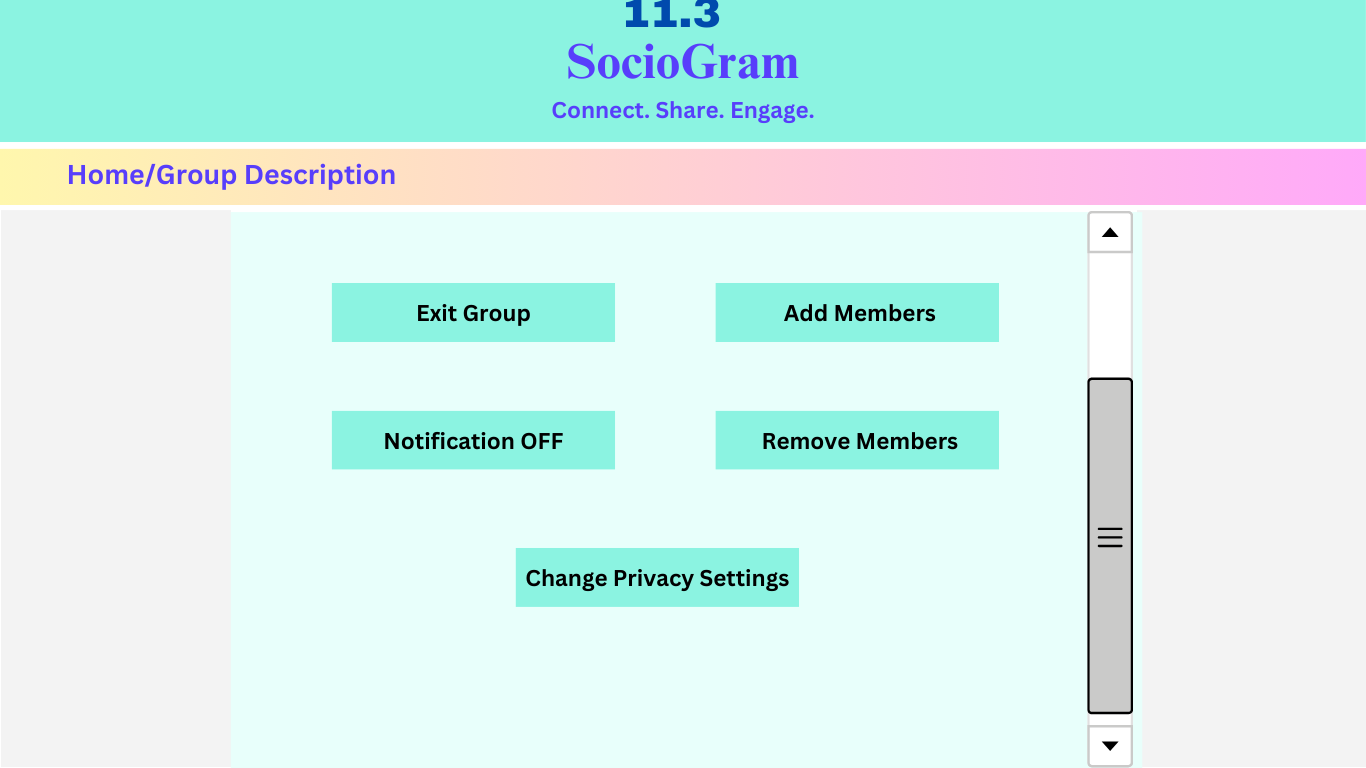 11.3
SocioGram
Connect. Share. Engage.
Home/Group Description
Exit Group
Add Members
Notification OFF
Remove Members
Change Privacy Settings